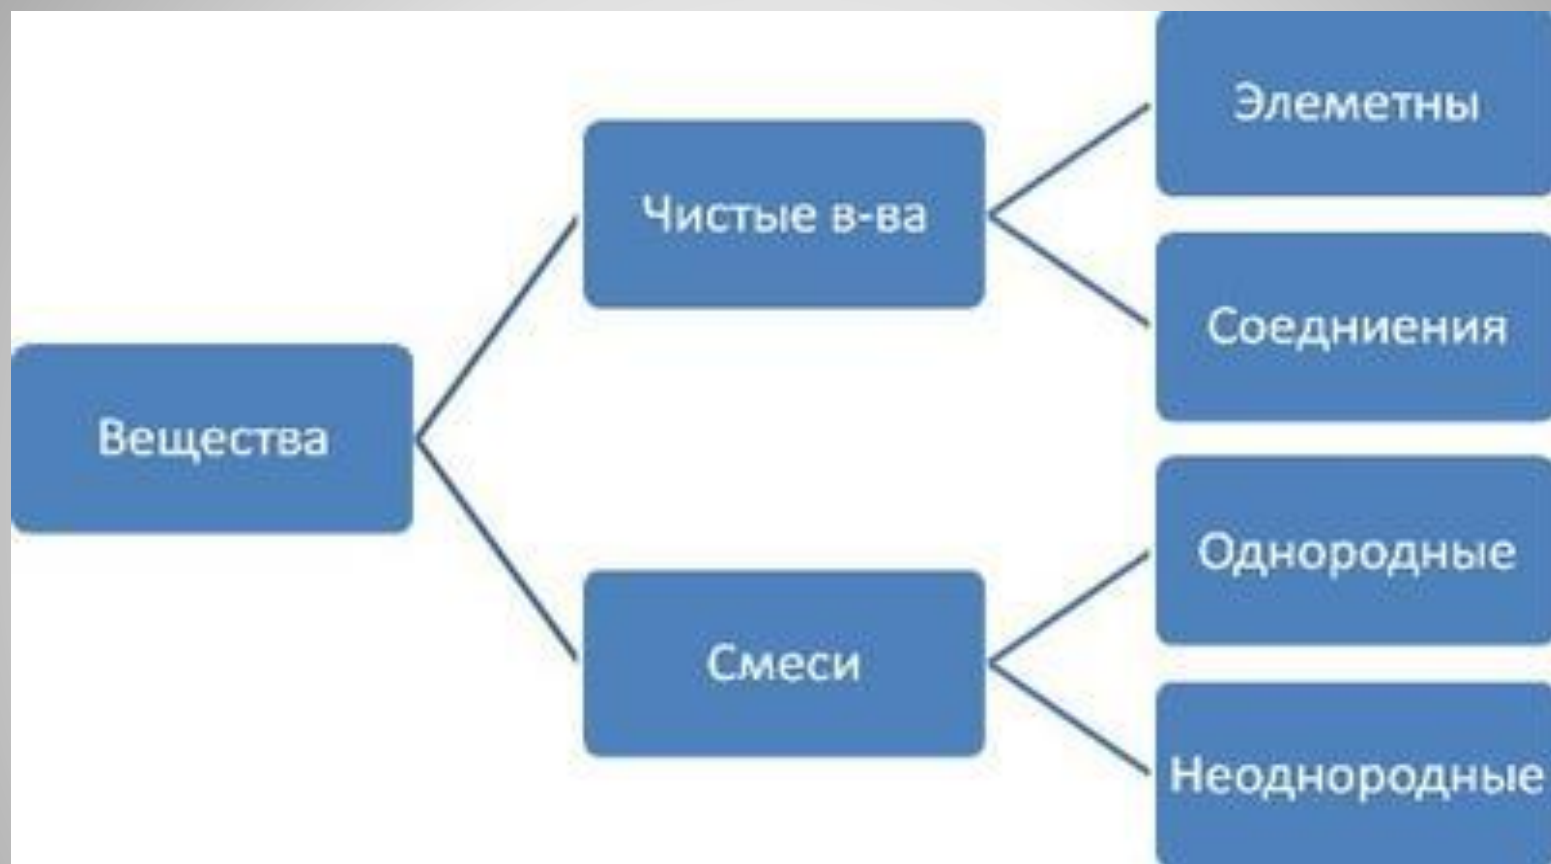 Вещества
Чистые в-ва
Элеметны
Соедниения
Смеси
Однородные
Неоднородные